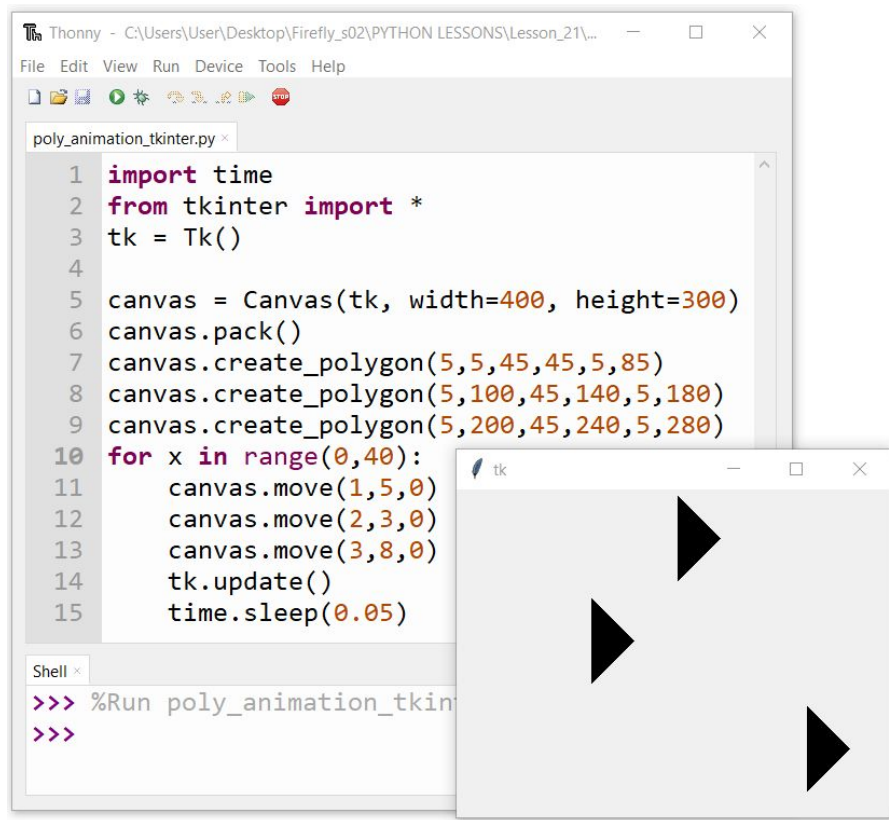 Thonny - C:\Users\User\Desktop\Firefly_s02\PYTHON LESSONS\Lesson_21\...
File Edit View Run Device Tools Help
STOP
poly_animation_tkinter.py ×
1 import time
2 from tkinter import *
3 tk = Tk()
4
5 canvas = Canvas(tk, width=400, height=300)
6 canvas.pack()
7 canvas.create_polygon(5,5,45,45,5,85)
8 canvas.create_polygon(5,100,45,140,5,180)
9 canvas.create_polygon(5,200,45,240,5,280)
10 for x in range(0,40):
11     canvas.move(1,5,0)
12     canvas.move(2,3,0)
13     canvas.move(3,8,0)
14     tk.update()
15     time.sleep(0.05)
tk
Shell ×
>>> %Run poly_animation_tkin
>>>